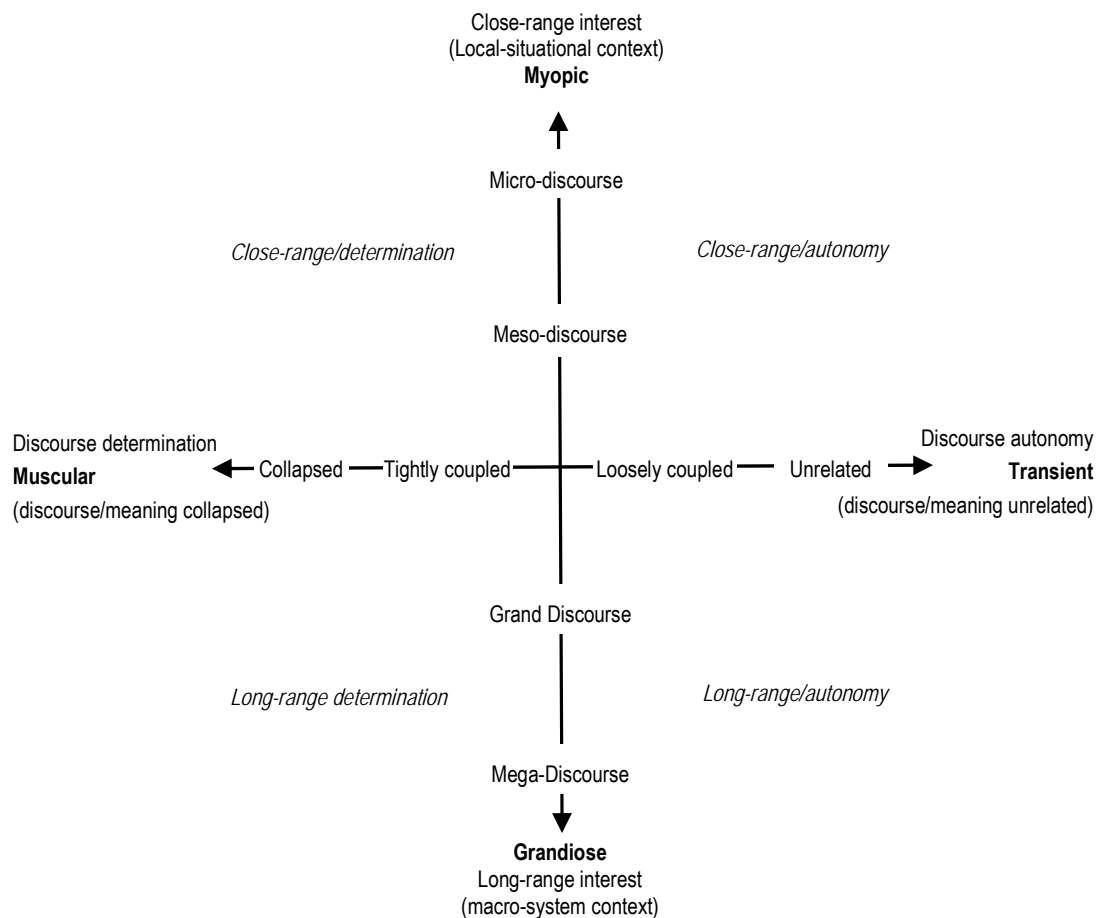 Close-range interest
(Local-situational context)
Myopic
Micro-discourse
Close-range/determination
Close-range/autonomy
Meso-discourse
Discourse determination
Muscular
(discourse/meaning collapsed)
Collapsed
Tightly coupled
Loosely coupled
Unrelated
Discourse autonomy
Transient
(discourse/meaning unrelated)
Grand Discourse
Long-range determination
Long-range/autonomy
Mega-Discourse
Grandiose
Long-range interest
(macro-system context)